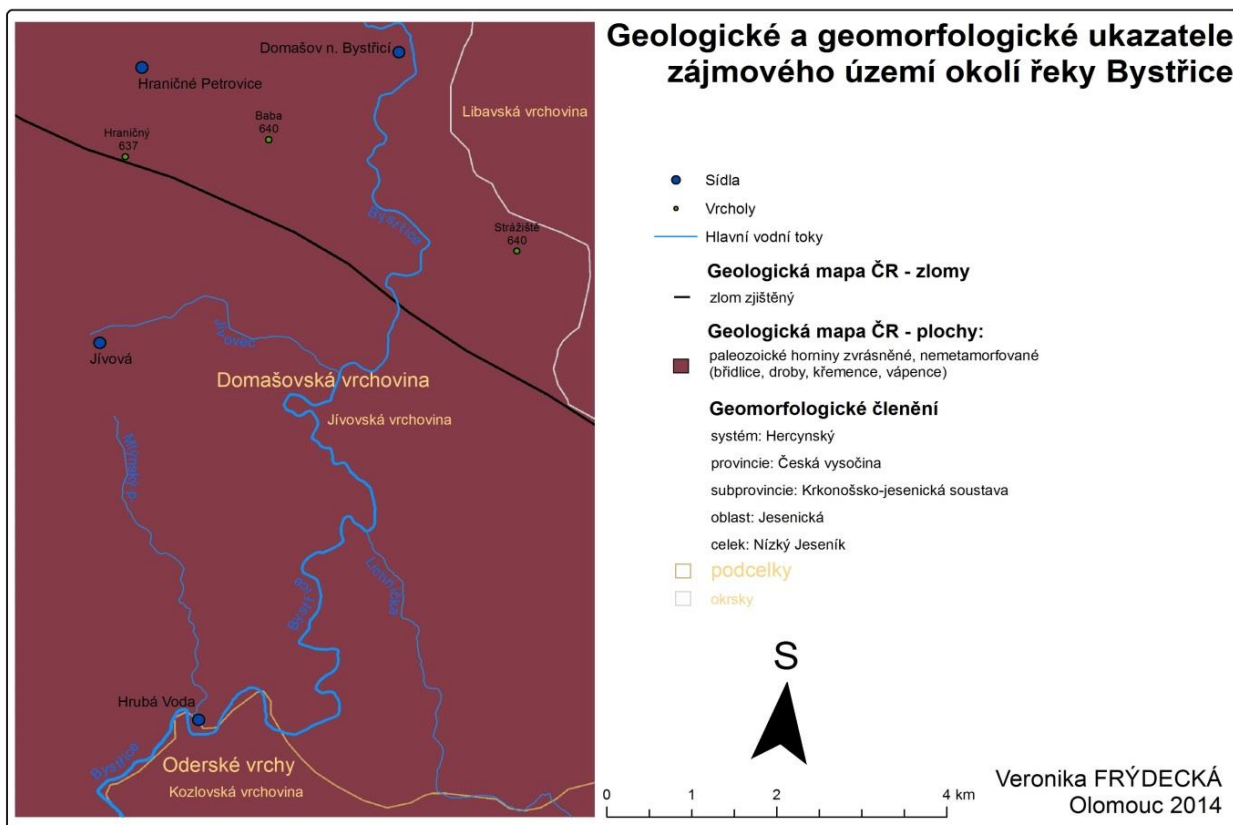 Geologické a geomorfologické ukazatele
zájmového území okolí řeky Bystřice
Domašov n. Bystřicí
Hraničné Petrovice
Libavská vrchovina
Baba
640
Hraničný
637
Bystřice
Strážiště
640
Jívovec
Jívová
Domašovská vrchovina
Jívovská vrchovina
Mlýnský p.
Bystřice
Lichnička
Hrubá Voda
Bystřice
Oderské vrchy
Kozlovská vrchovina
Sídla
Vrcholy
Hlavní vodní toky
Geologická mapa ČR - zlomy
zlom zjištěný
Geologická mapa ČR - plochy:
paleozoické horniny zvrásněné, nemetamorfované
(břidlice, droby, křemence, vápence)
Geomorfologické členění
systém: Hercynský
provincie: Česká vysočina
subprovincie: Krkonošsko-jesenická soustava
oblast: Jesenická
celek: Nízký Jeseník
podcelky
okrsky
S
0 1 2 4 km
Veronika FRÝDECKÁ
Olomouc 2014